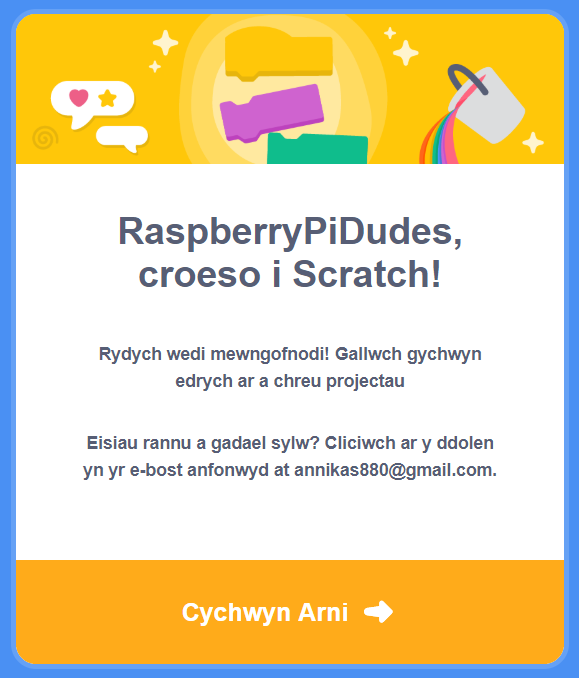 RaspberryPiDudes,
croeso i Scratch!
Rydych wedi mewngofnodi! Gallwch gychwyn
edrych ar a chreu projectau
Eisiau rannu a gadael sylw? Cliciwch ar y ddolen
yn yr e-bost anfonwyd at annikas880@gmail.com.
Cychwyn Arni